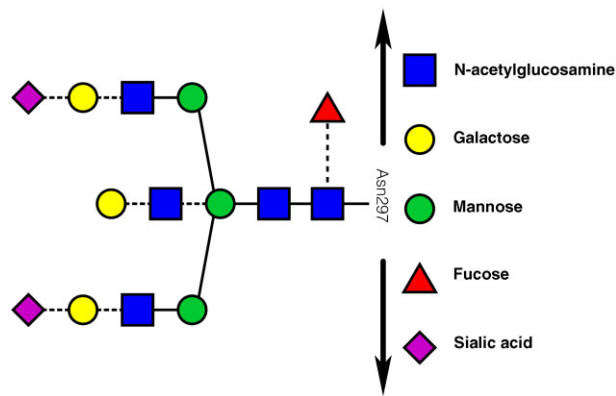 N-acetylglucosamine
Galactose
Asn297
Mannose
Fucose
Sialic acid